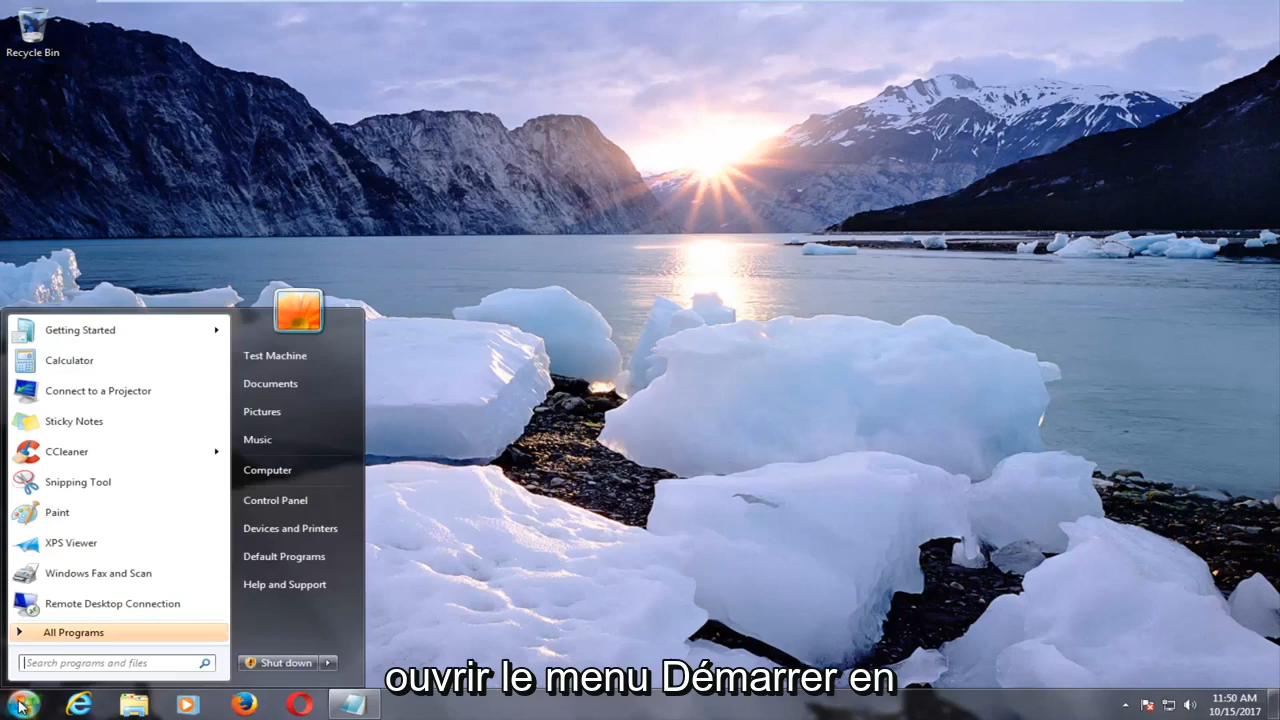 Recycle Bin
Getting Started
Calculator
Connect to a Projector
Sticky Notes
CCleaner
Snipping Tool
Paint
XPS Viewer
Windows Fax and Scan
Remote Desktop Connection
All Programs
Search programs and files
Test Machine
Documents
Pictures
Music
Computer
Control Panel
Devices and Printers
Default Programs
Help and Support
Shut down
ouvrir le menu Démarrer en
11:50 AM
10/15/2017